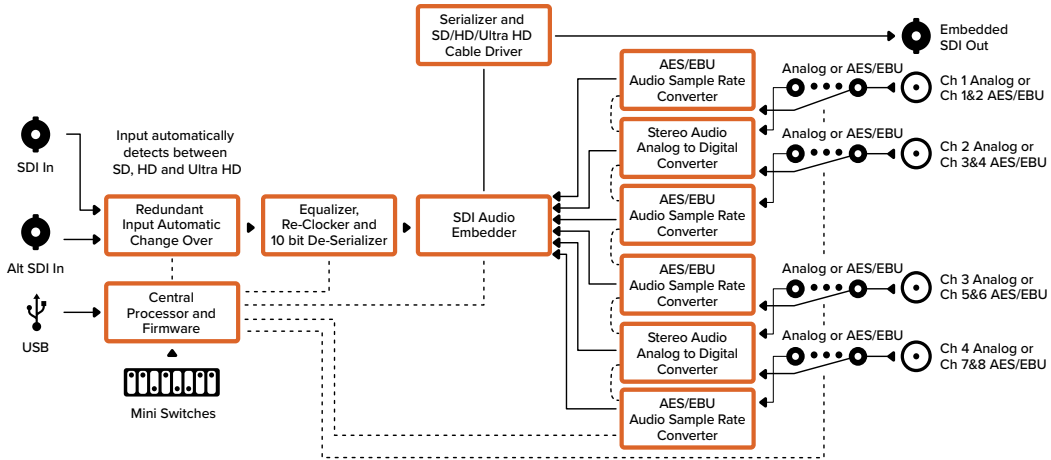 Serializer and
SD/HD/Ultra HD
Cable Driver
Embedded
SDI Out
AES/EBU
Audio Sample Rate
Converter
Analog or AES/EBU
Ch 1 Analog or
Ch 1&2 AES/EBU
Input automatically
detects between
SD, HD and Ultra HD
SDI In
Stereo Audio
Analog to Digital
Converter
Analog or AES/EBU
Ch 2 Analog or
Ch 3&4 AES/EBU
Redundant
Input Automatic
Change Over
Equalizer,
Re-Clocker and
10 bit De-Serializer
SDI Audio
Embedder
AES/EBU
Audio Sample Rate
Converter
Alt SDI In
AES/EBU
Audio Sample Rate
Converter
Analog or AES/EBU
Ch 3 Analog or
Ch 5&6 AES/EBU
Central
Processor and
Firmware
USB
Stereo Audio
Analog to Digital
Converter
Analog or AES/EBU
Ch 4 Analog or
Ch 7&8 AES/EBU
Mini Switches
AES/EBU
Audio Sample Rate
Converter